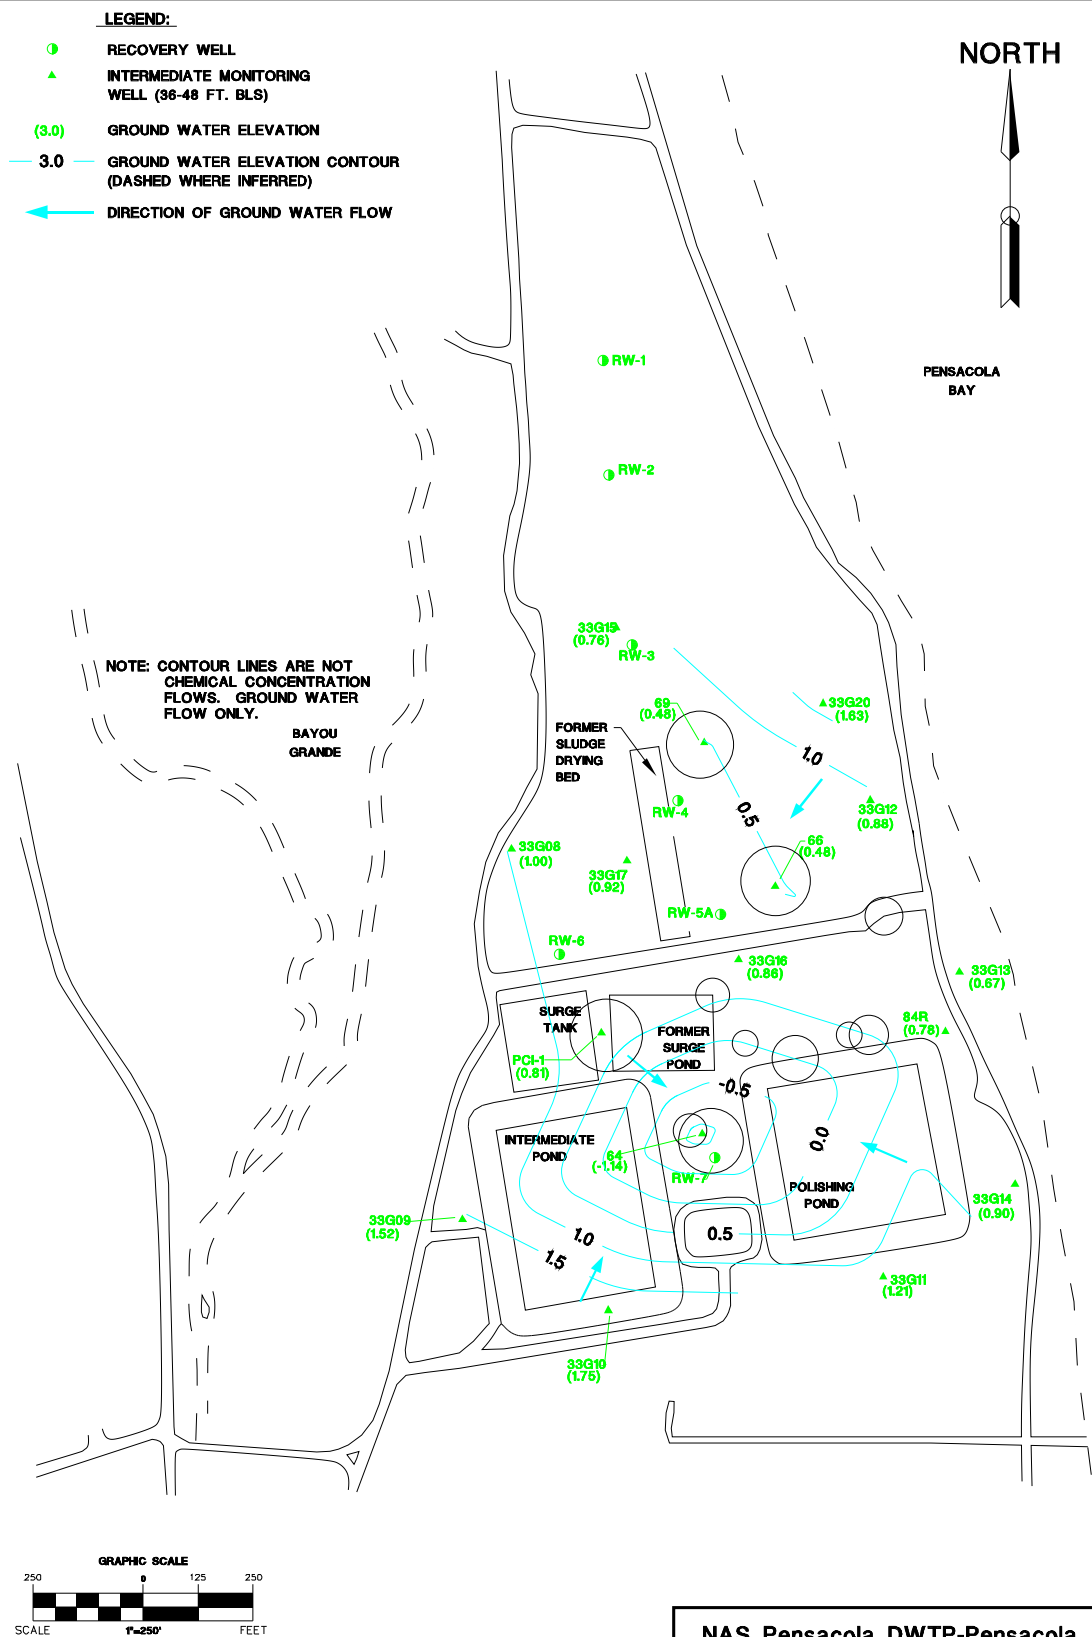 LEGEND:
RECOVERY WELL
INTERMEDIATE MONITORING
WELL (36-48 FT. BLS)
(3.0) GROUND WATER ELEVATION
3.0 GROUND WATER ELEVATION CONTOUR
(DASHED WHERE INFERRED)
DIRECTION OF GROUND WATER FLOW
NORTH
PENSACOLA
BAY
RW-1
RW-2
33G15
(0.76)
RW-3
NOTE: CONTOUR LINES ARE NOT
CHEMICAL CONCENTRATION
FLOWS. GROUND WATER
FLOW ONLY.
BAYOU
GRANDE
69
(0.48)
33G20
(1.63)
FORMER
SLUDGE
DRYING
BED
1.0
RW-4
0.5
33G12
(0.88)
66
(0.48)
33G08
(1.00)
33G17
(0.92)
RW-5A
RW-6
33G16
(0.86)
33G13
(0.67)
SURGE
TANK
FORMER
SURGE
POND
84R
(0.78)
PCI-1
(0.81)
-0.5
0.0
INTERMEDIATE
POND
64
(-1.14)
RW-7
POLISHING
POND
33G14
(0.90)
33G09
(1.52)
1.0
0.5
1.5
33G11
(1.21)
33G10
(1.75)
GRAPHIC SCALE
250 0 125 250
SCALE 1"=250' FEET
NAS Pensacola DWTP-Pensacola